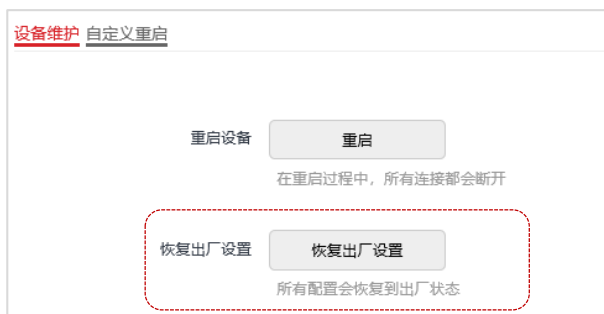 设备维护 自定义重启
重启设备 重启
在重启过程中，所有连接都会断开
恢复出厂设置 恢复出厂设置
所有配置会恢复到出厂状态